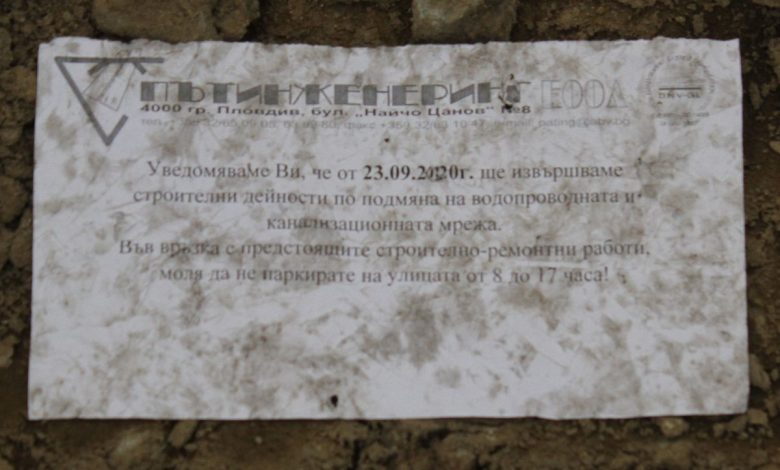 ПЪТИНЖЕНЕРИНГ ЕООД
4000 гр. Пловдив, бул. „Найчо Цанов“ №8
Уведомяваме Ви, че от 23.09.2020г. ще извършваме
строителни дейности по подмяна на водопроводната и
канализационната мрежа.
Във връзка с предстоящите строително-ремонтни работи,
моля да не паркирате на улицата от 8 до 17 часа!